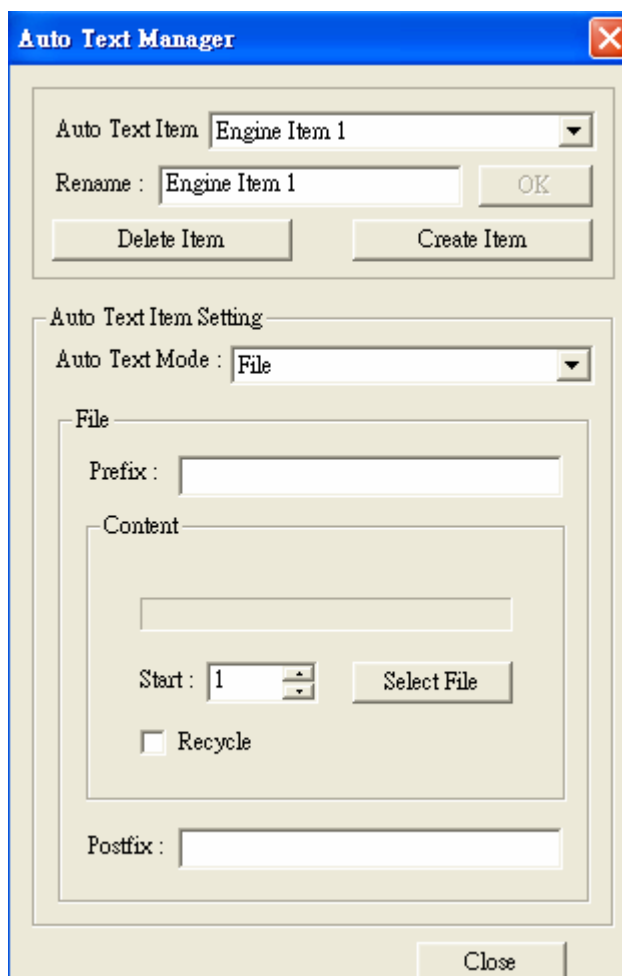 Auto Text Manager
Auto Text Item Engine Item 1
Rename : Engine Item 1 OK
Delete Item Create Item
Auto Text Item Setting
Auto Text Mode : File
File
Prefix :
Content
Start : 1 Select File
Recycle
Postfix :
Close